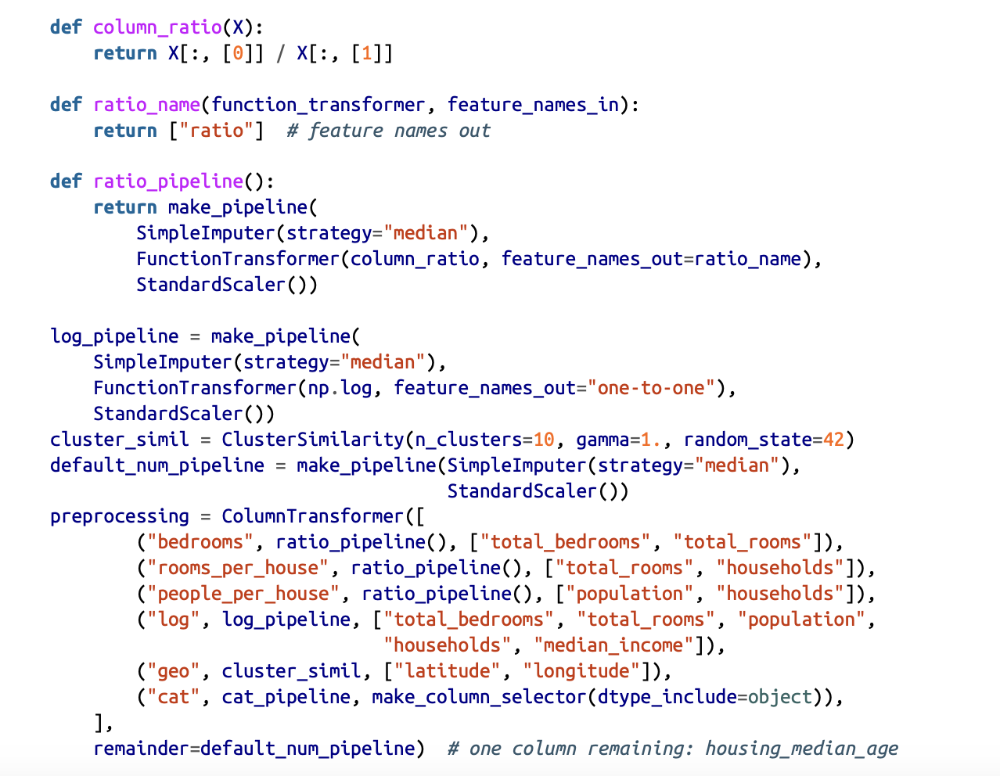 def column_ratio(X):
    return X[:, [0]] / X[:, [1]]

def ratio_name(function_transformer, feature_names_in):
    return ["ratio"]  # feature names out

def ratio_pipeline():
    return make_pipeline(
        SimpleImputer(strategy="median"),
        FunctionTransformer(column_ratio, feature_names_out=ratio_name),
        StandardScaler())

log_pipeline = make_pipeline(
    SimpleImputer(strategy="median"),
    FunctionTransformer(np.log, feature_names_out="one-to-one"),
    StandardScaler())
cluster_simil = ClusterSimilarity(n_clusters=10, gamma=1., random_state=42)
default_num_pipeline = make_pipeline(SimpleImputer(strategy="median"),
                                     StandardScaler())
preprocessing = ColumnTransformer([
        ("bedrooms", ratio_pipeline(), ["total_bedrooms", "total_rooms"]),
        ("rooms_per_house", ratio_pipeline(), ["total_rooms", "households"]),
        ("people_per_house", ratio_pipeline(), ["population", "households"]),
        ("log", log_pipeline, ["total_bedrooms", "total_rooms", "population",
                               "households", "median_income"]),
        ("geo", cluster_simil, ["latitude", "longitude"]),
        ("cat", cat_pipeline, make_column_selector(dtype_include=object)),
    ],
    remainder=default_num_pipeline)  # one column remaining: housing_median_age